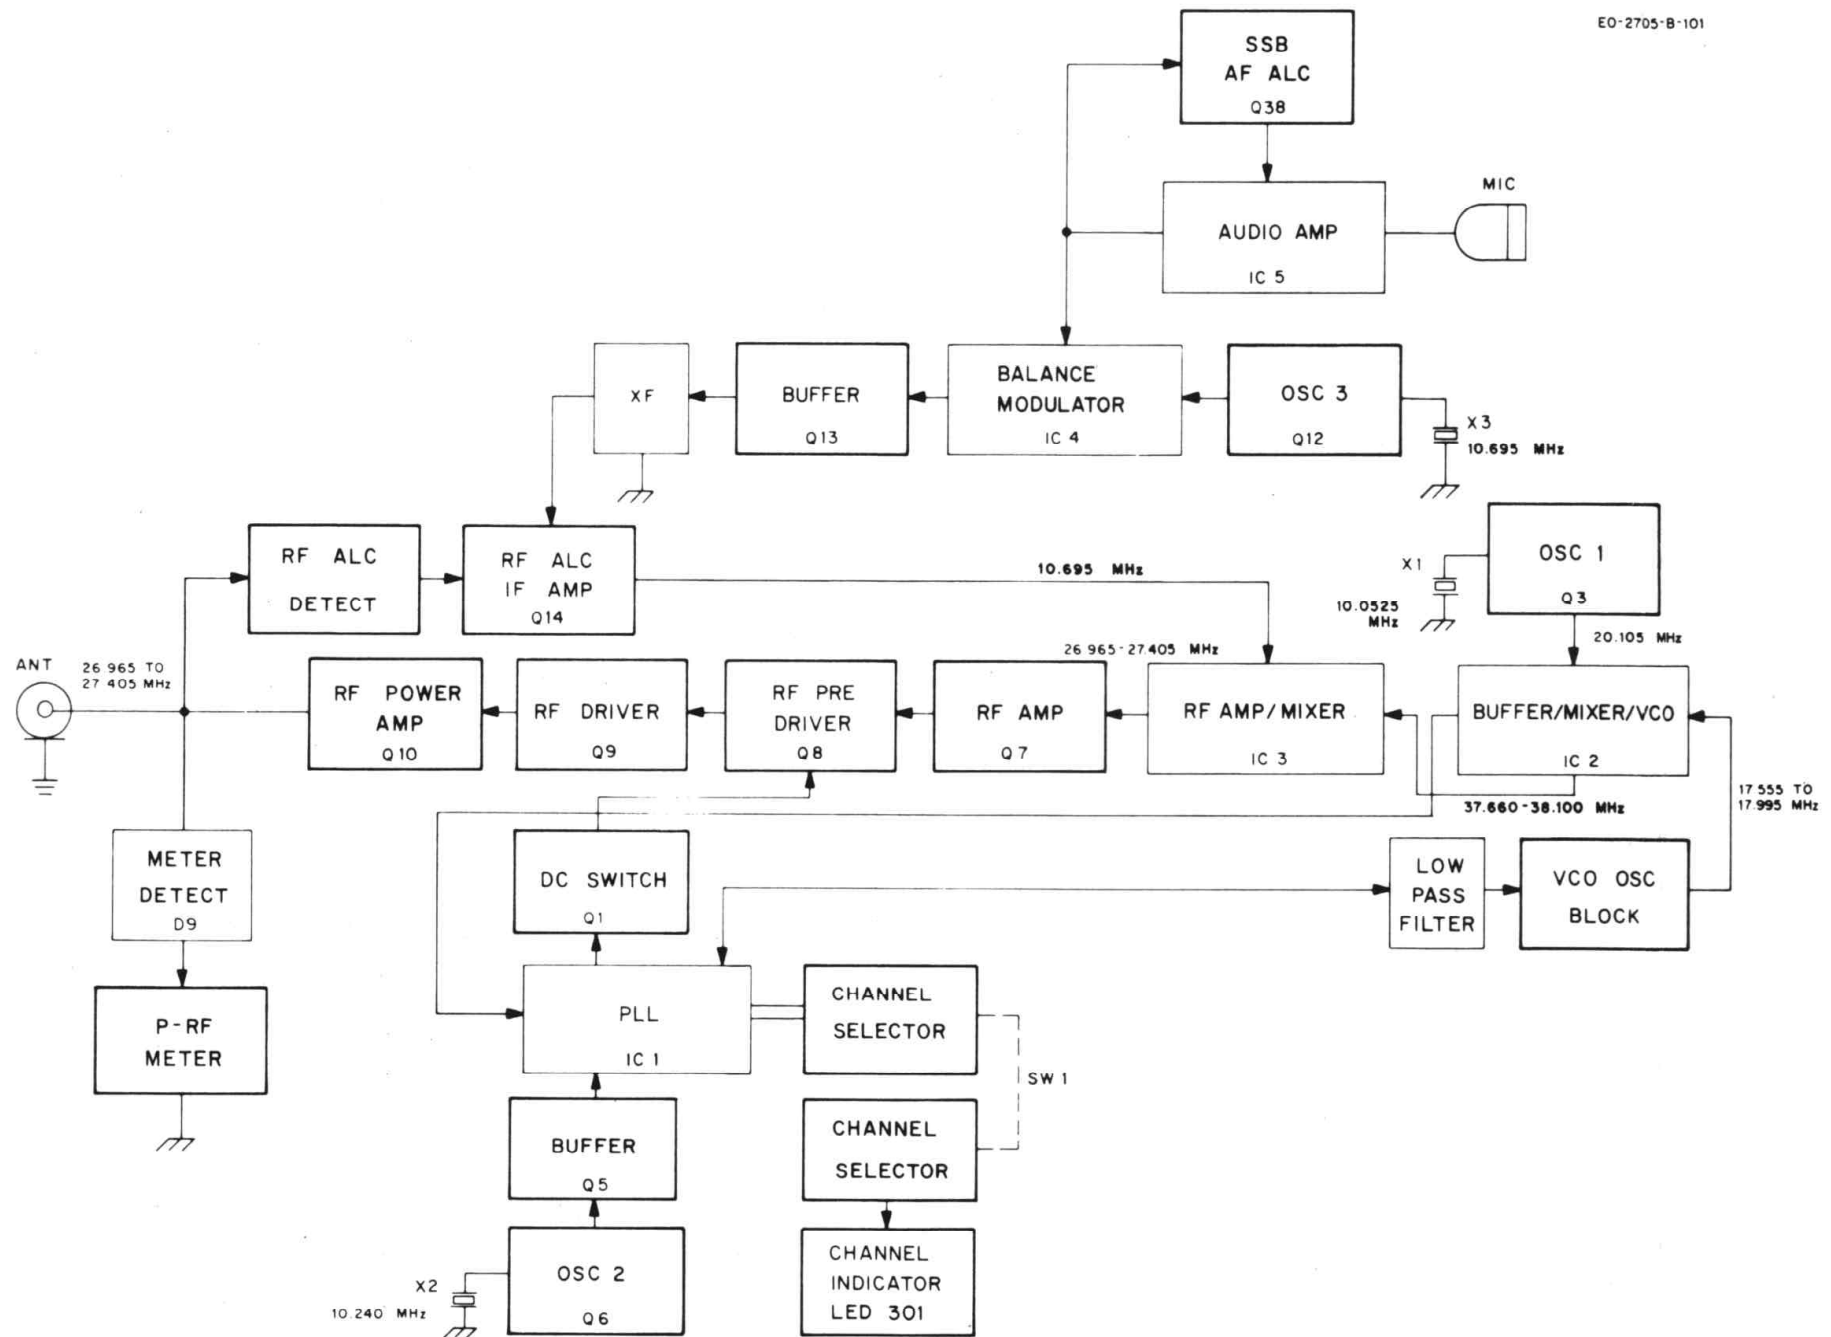 EO-2705-B-101
SSB
AF ALC
Q38
MIC
AUDIO AMP
IC 5
XF
BUFFER
Q13
BALANCE
MODULATOR
IC 4
OSC 3
Q12
X3
10.695 MHz
RF ALC
DETECT
RF ALC
IF AMP
Q14
10.695 MHz
X1
10.0525
MHz
OSC 1
Q3
20.105 MHz
ANT
26 965 TO
27 405 MHz
RF POWER
AMP
Q10
RF DRIVER
Q9
RF PRE
DRIVER
Q8
RF AMP
Q7
26 965-27.405 MHz
RF AMP/MIXER
IC 3
BUFFER/MIXER/VCO
IC 2
37.660-38.100 MHz
17 555 TO
17.995 MHz
METER
DETECT
D9
DC SWITCH
Q1
LOW
PASS
FILTER
VCO OSC
BLOCK
P-RF
METER
PLL
IC 1
CHANNEL
SELECTOR
SW 1
BUFFER
Q5
CHANNEL
SELECTOR
X2
10.240 MHz
OSC 2
Q6
CHANNEL
INDICATOR
LED 301